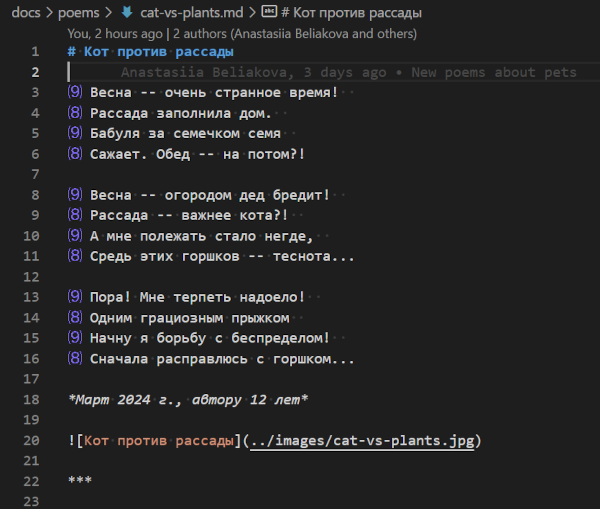 docs > poems > cat-vs-plants.md > # Кот против рассады
You, 2 hours ago | 2 authors (Anastasiia Beliakova and others)
1 # Кот против рассады
2 Anastasiia Beliakova, 3 days ago • New poems about pets
3 (9) Весна -- очень странное время!
4 (8) Рассада заполнила дом.
5 (9) Бабуля за семечком семя
6 (8) Сажает. Обед -- на потом?!
7
8 (9) Весна -- огородом дед бредит!
9 (8) Рассада -- важнее кота?!
10 (9) А мне полежать стало негде,
11 (8) Средь этих горшков -- теснота...
12
13 (9) Пора! Мне терпеть надоело!
14 (8) Одним грациозным прыжком
15 (9) Начну я борьбу с беспределом!
16 (8) Сначала расправлюсь с горшком...
17
18 *Март 2024 г., автору 12 лет*
19
20 ![Кот против рассады](../images/cat-vs-plants.jpg)
21
22 ***
23